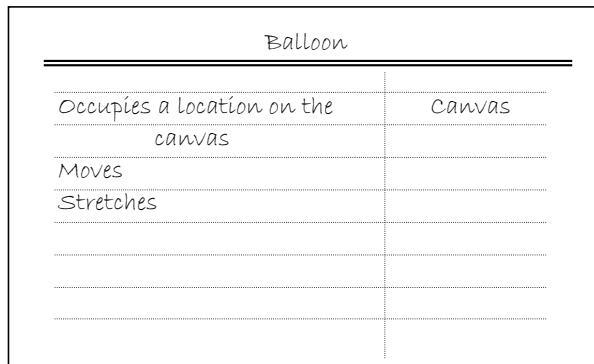 Balloon
Occupies a location on the Canvas
canvas
Moves
Stretches